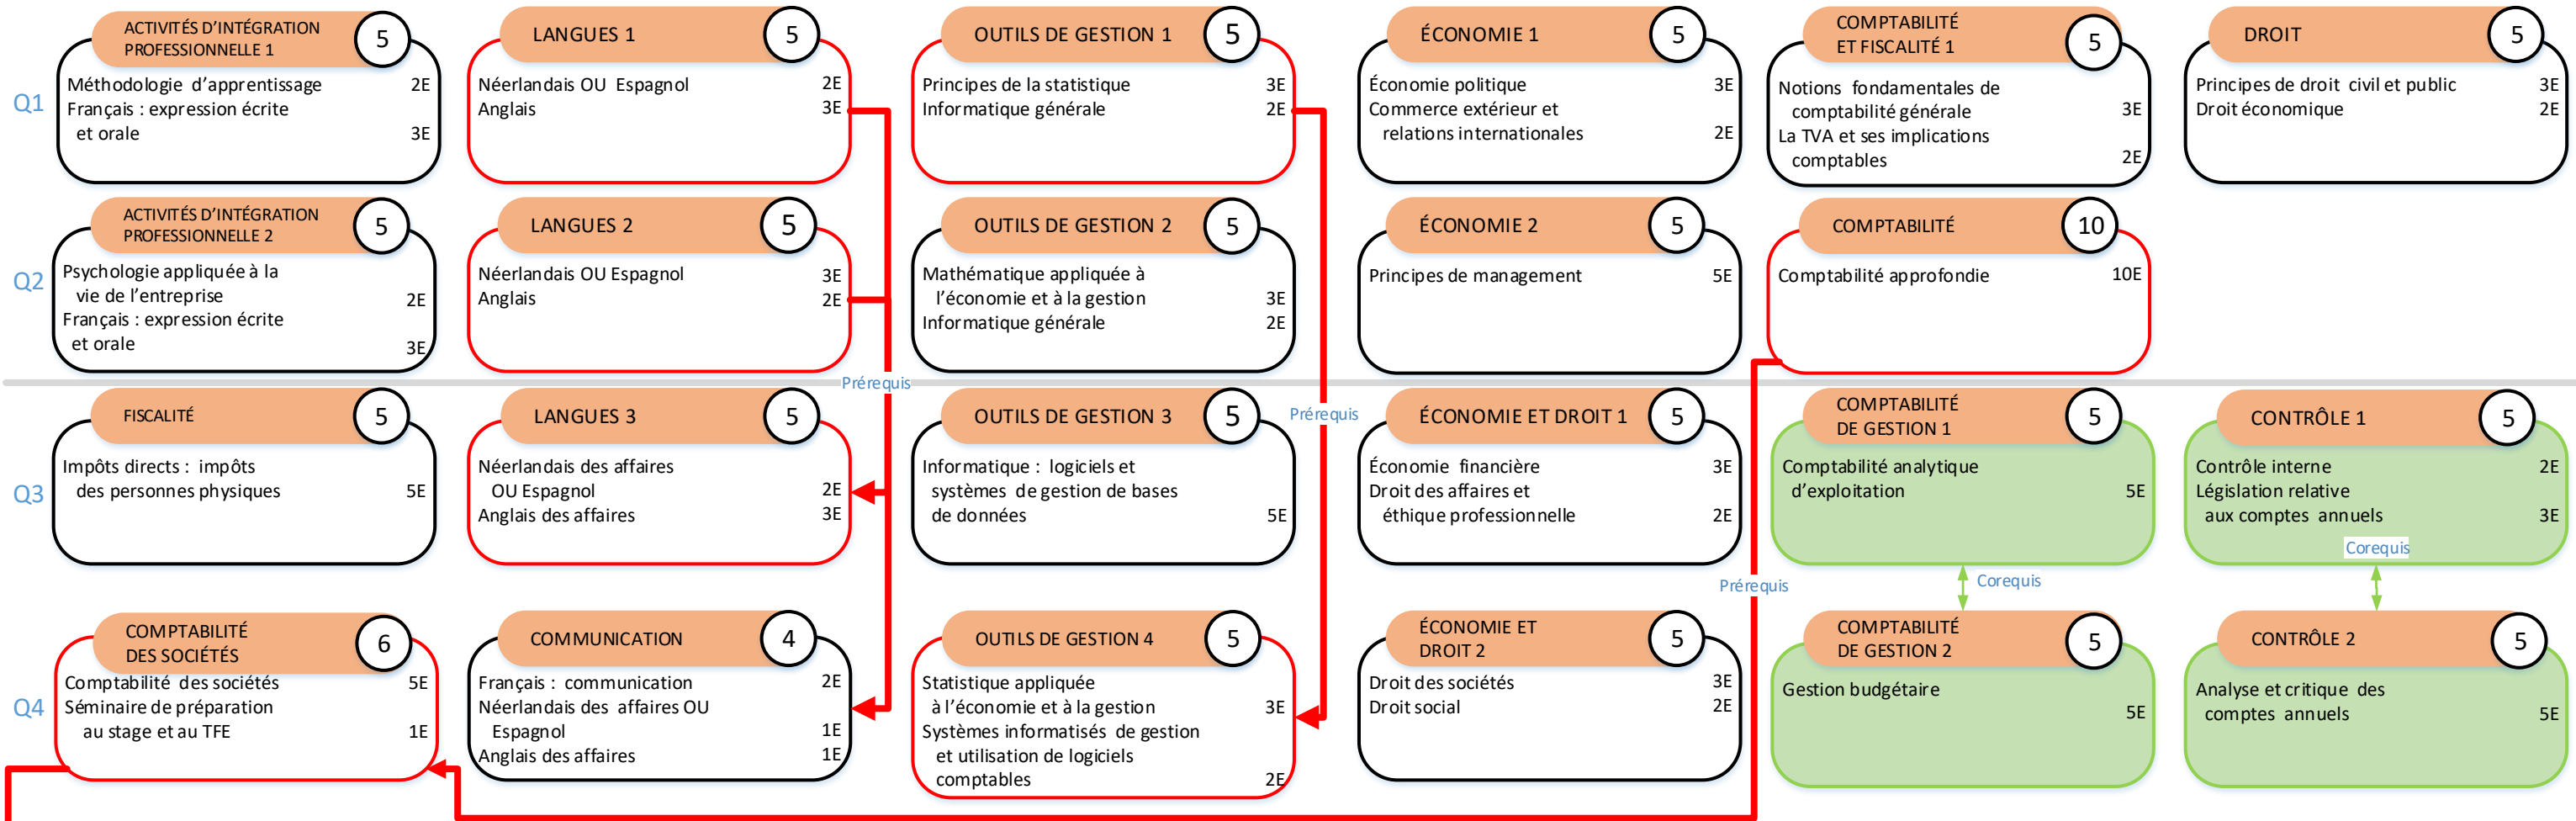 Q1
ACTIVITÉS D'INTÉGRATION
PROFESSIONNELLE 1
5
Méthodologie d'apprentissage 2E
Français : expression écrite
et orale 3E
LANGUES 1
5
Néerlandais OU Espagnol 2E
Anglais 3E
OUTILS DE GESTION 1
5
Principes de la statistique 3E
Informatique générale 2E
ÉCONOMIE 1
5
Économie politique 3E
Commerce extérieur et
relations internationales 2E
COMPTABILITÉ
ET FISCALITÉ 1
5
Notions fondamentales de
comptabilité générale 3E
La TVA et ses implications
comptables 2E
DROIT
5
Principes de droit civil et public 3E
Droit économique 2E
Q2
ACTIVITÉS D'INTÉGRATION
PROFESSIONNELLE 2
5
Psychologie appliquée à la
vie de l'entreprise 2E
Français : expression écrite
et orale 3E
LANGUES 2
5
Néerlandais OU Espagnol 3E
Anglais 2E
OUTILS DE GESTION 2
5
Mathématique appliquée à
l'économie et à la gestion 3E
Informatique générale 2E
ÉCONOMIE 2
5
Principes de management 5E
COMPTABILITÉ
10
Comptabilité approfondie 10E
Prérequis
Prérequis
Q3
FISCALITÉ
5
Impôts directs : impôts
des personnes physiques 5E
LANGUES 3
5
Néerlandais des affaires
OU Espagnol 2E
Anglais des affaires 3E
OUTILS DE GESTION 3
5
Informatique : logiciels et
systèmes de gestion de bases
de données 5E
ÉCONOMIE ET DROIT 1
5
Économie financière 3E
Droit des affaires et
éthique professionnelle 2E
COMPTABILITÉ
DE GESTION 1
5
Comptabilité analytique
d'exploitation 5E
CONTRÔLE 1
5
Contrôle interne 2E
Législation relative
aux comptes annuels 3E
Corequis
Corequis
Prérequis
Q4
COMPTABILITÉ
DES SOCIÉTÉS
6
Comptabilité des sociétés 5E
Séminaire de préparation
au stage et au TFE 1E
COMMUNICATION
4
Français : communication 2E
Néerlandais des affaires OU
Espagnol 1E
Anglais des affaires 1E
OUTILS DE GESTION 4
5
Statistique appliquée
à l'économie et à la gestion 3E
Systèmes informatisés de gestion
et utilisation de logiciels
comptables 2E
ÉCONOMIE ET
DROIT 2
5
Droit des sociétés 3E
Droit social 2E
COMPTABILITÉ
DE GESTION 2
5
Gestion budgétaire
5E
CONTRÔLE 2
5
Analyse et critique des
comptes annuels 5E